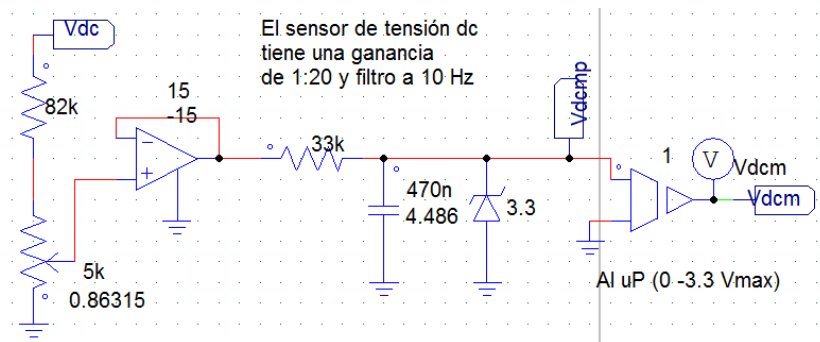 Vdc
El sensor de tensión dc
tiene una ganancia
de 1:20 y filtro a 10 Hz
82k
15
-15
33k
Vdcmp
470n
4.486
3.3
1
V
Vdcm
Vdcm
5k
0.86315
Al uP (0 -3.3 Vmax)